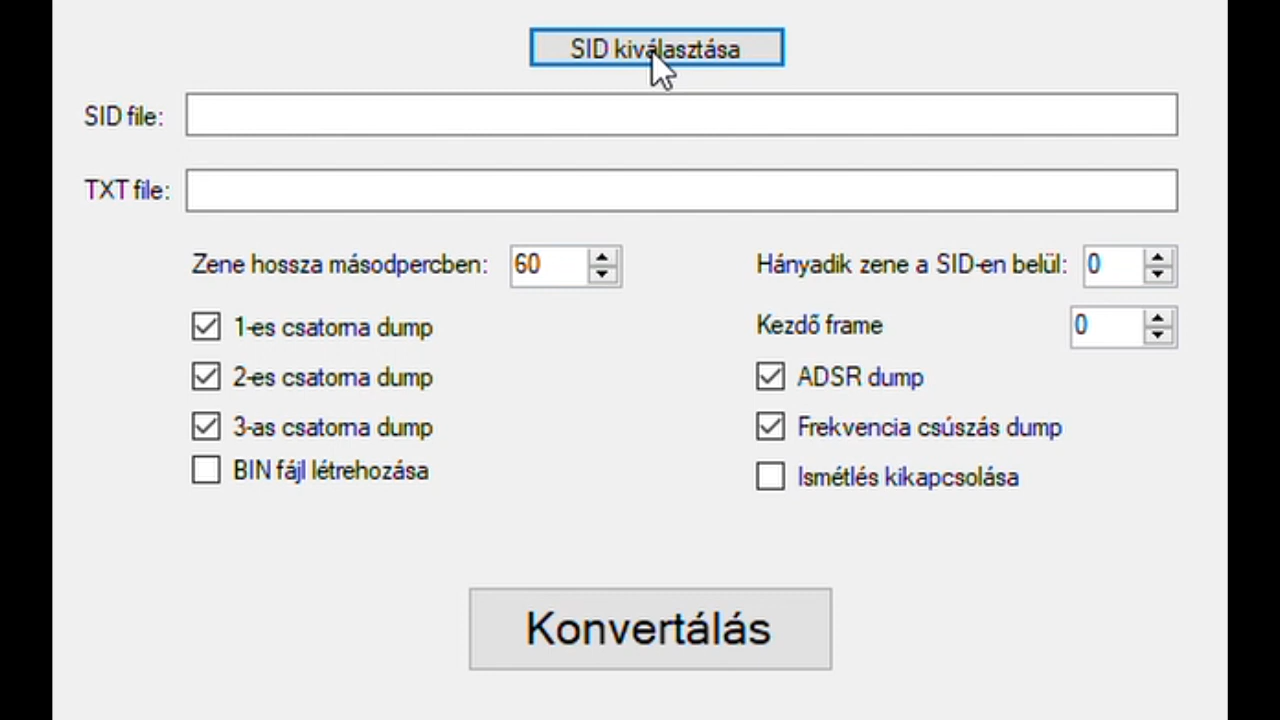 SID kiválasztása
SID file:
TXT file:
Zene hossza másodpercben: 60
Hányadik zene a SID-en belül: 0
1-es csatorna dump
Kezdő frame 0
2-es csatorna dump
ADSR dump
3-as csatorna dump
Frekvencia csúszás dump
BIN fájl létrehozása
Ismétlés kikapcsolása
Konvertálás